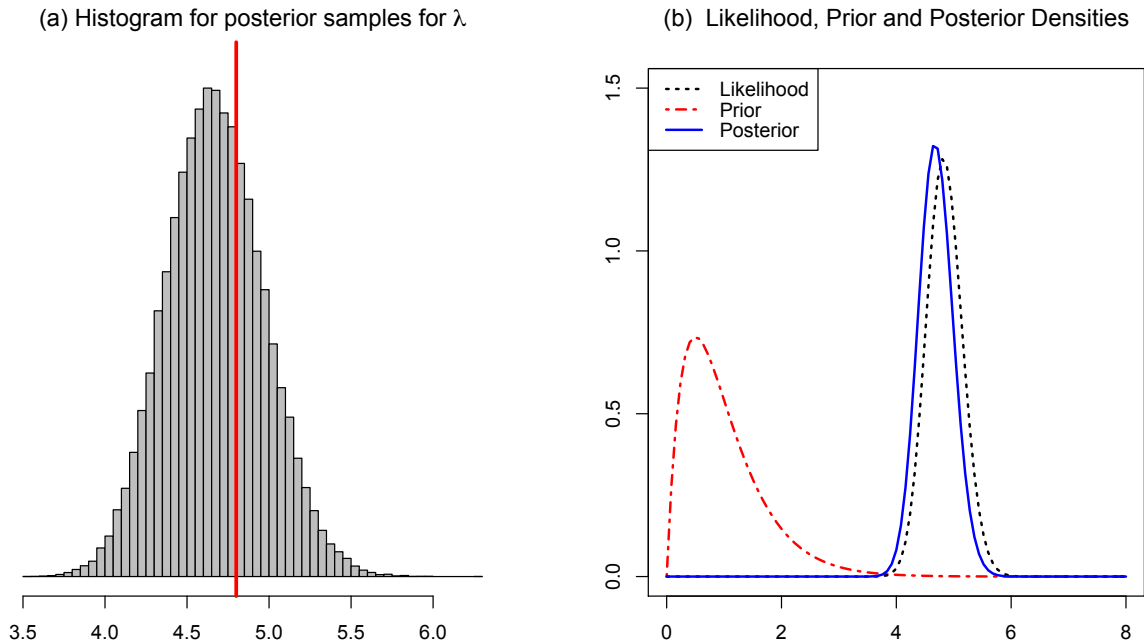 (a) Histogram for posterior samples for λ
3.5 4.0 4.5 5.0 5.5 6.0
(b) Likelihood, Prior and Posterior Densities
Likelihood
Prior
Posterior
1.5
1.0
0.5
0.0
0 2 4 6 8